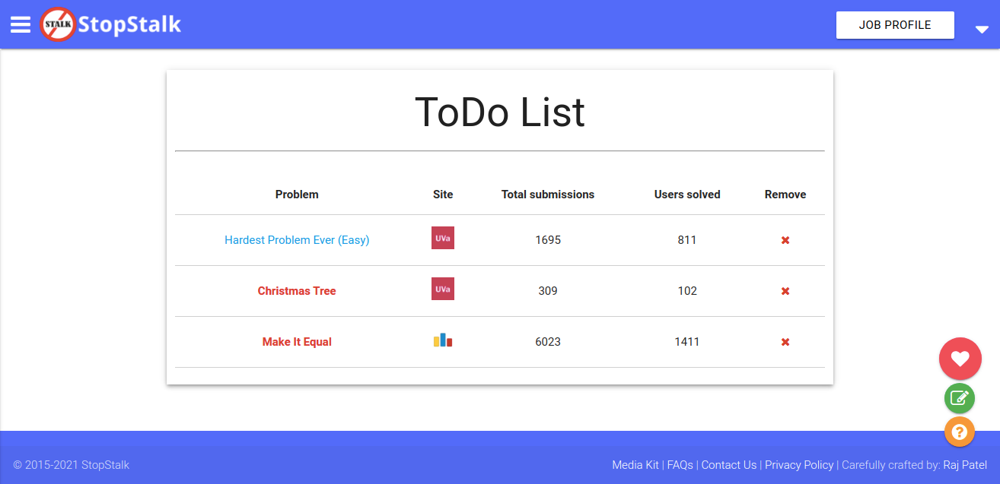 STALK StopStalk JOB PROFILE
ToDo List
Problem Site Total submissions Users solved Remove
Hardest Problem Ever (Easy) UVa 1695 811
Christmas Tree UVa 309 102
Make It Equal 6023 1411
© 2015-2021 StopStalk Media Kit | FAQs | Contact Us | Privacy Policy | Carefully crafted by: Raj Patel